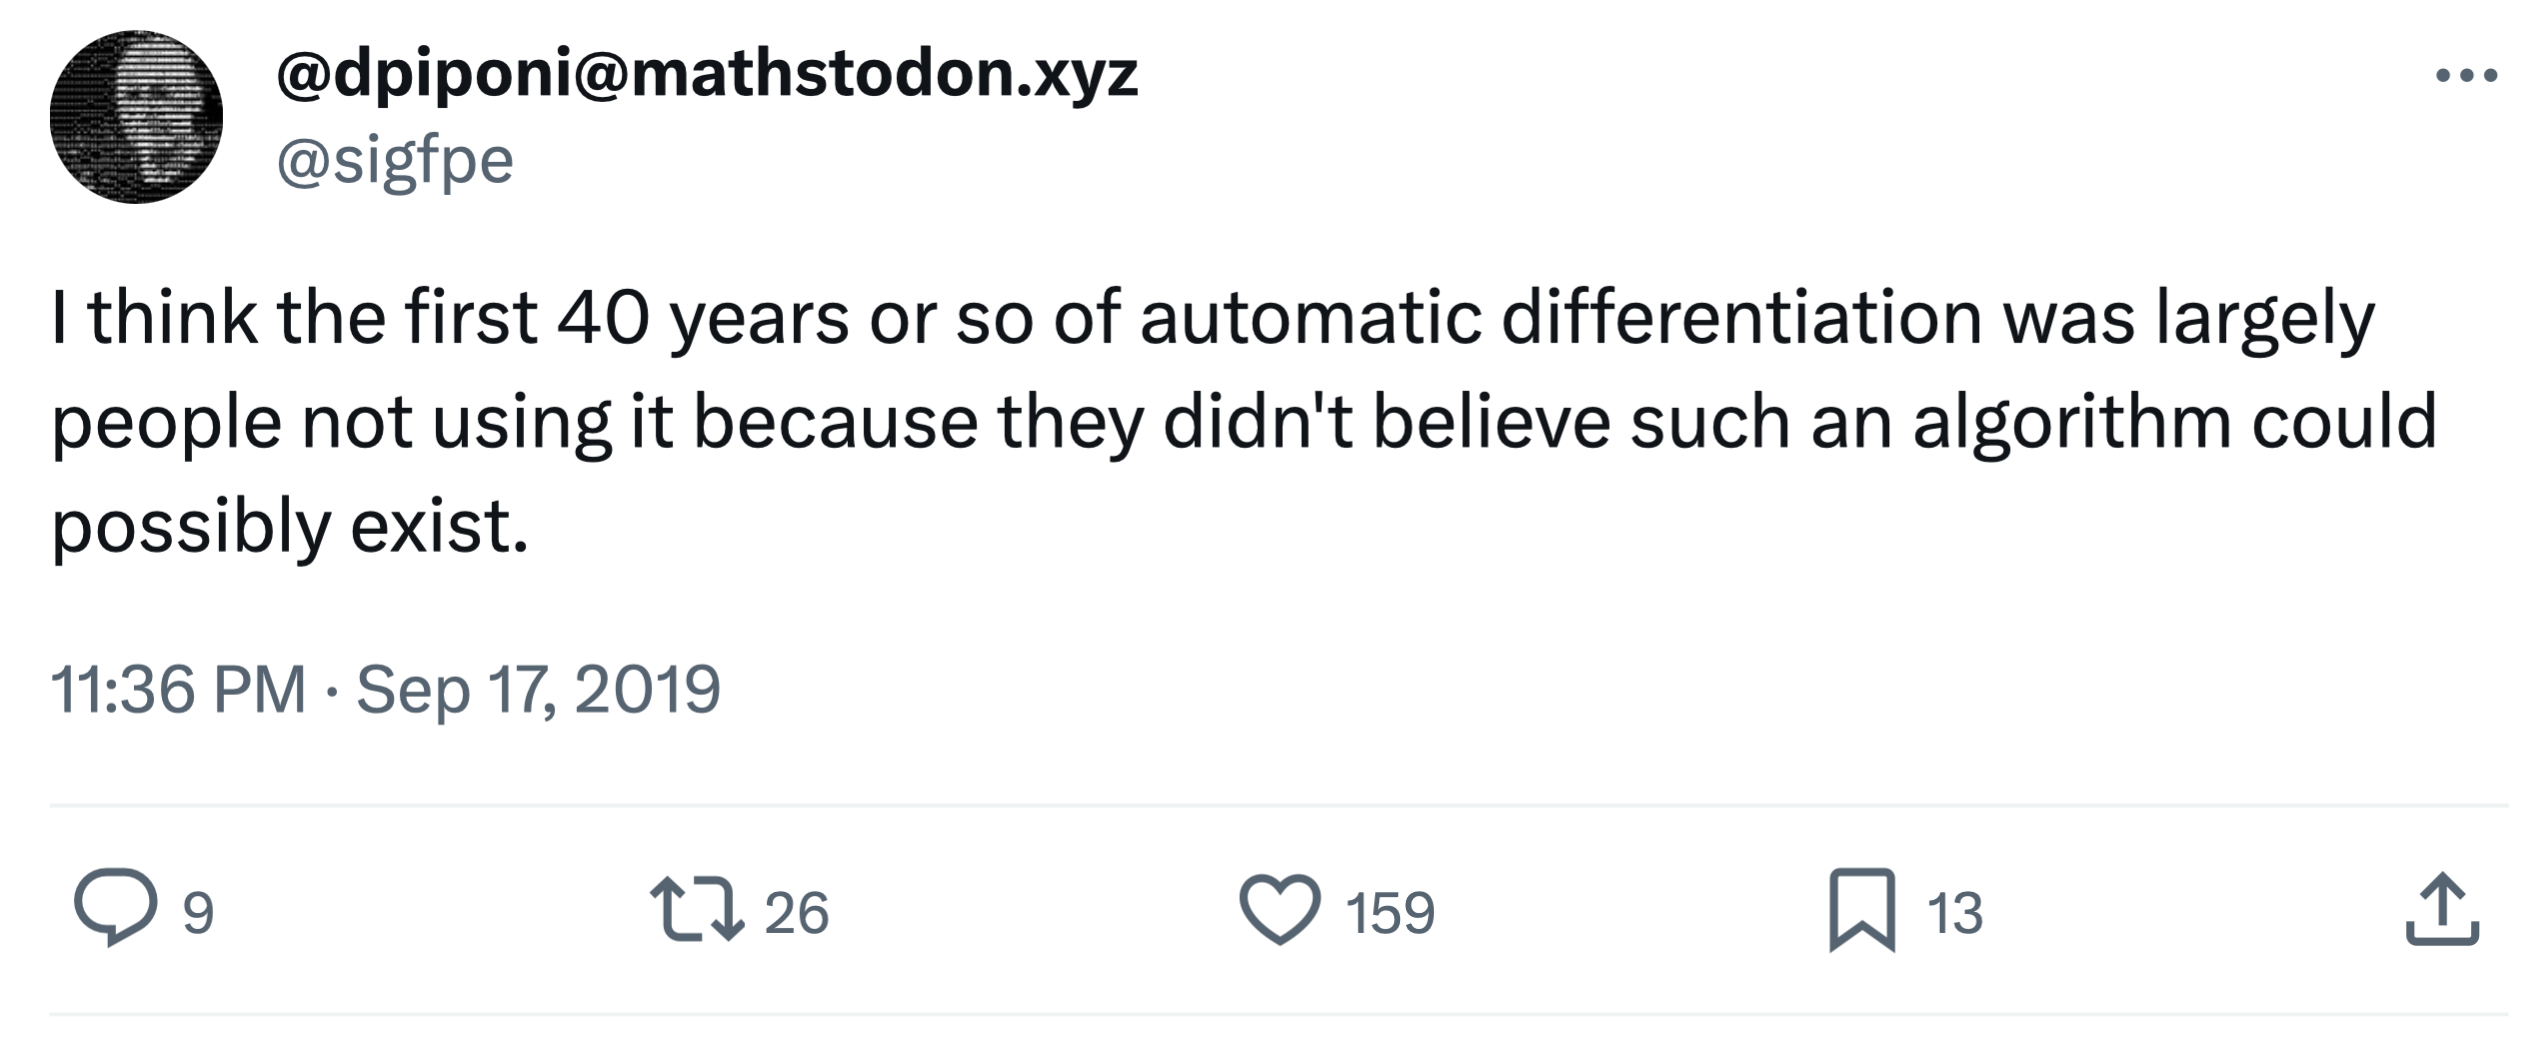 @dpiponi@mathstodon.xyz
@sigfpe
I think the first 40 years or so of automatic differentiation was largely
people not using it because they didn't believe such an algorithm could
possibly exist.
11:36 PM · Sep 17, 2019
9 26 159 13